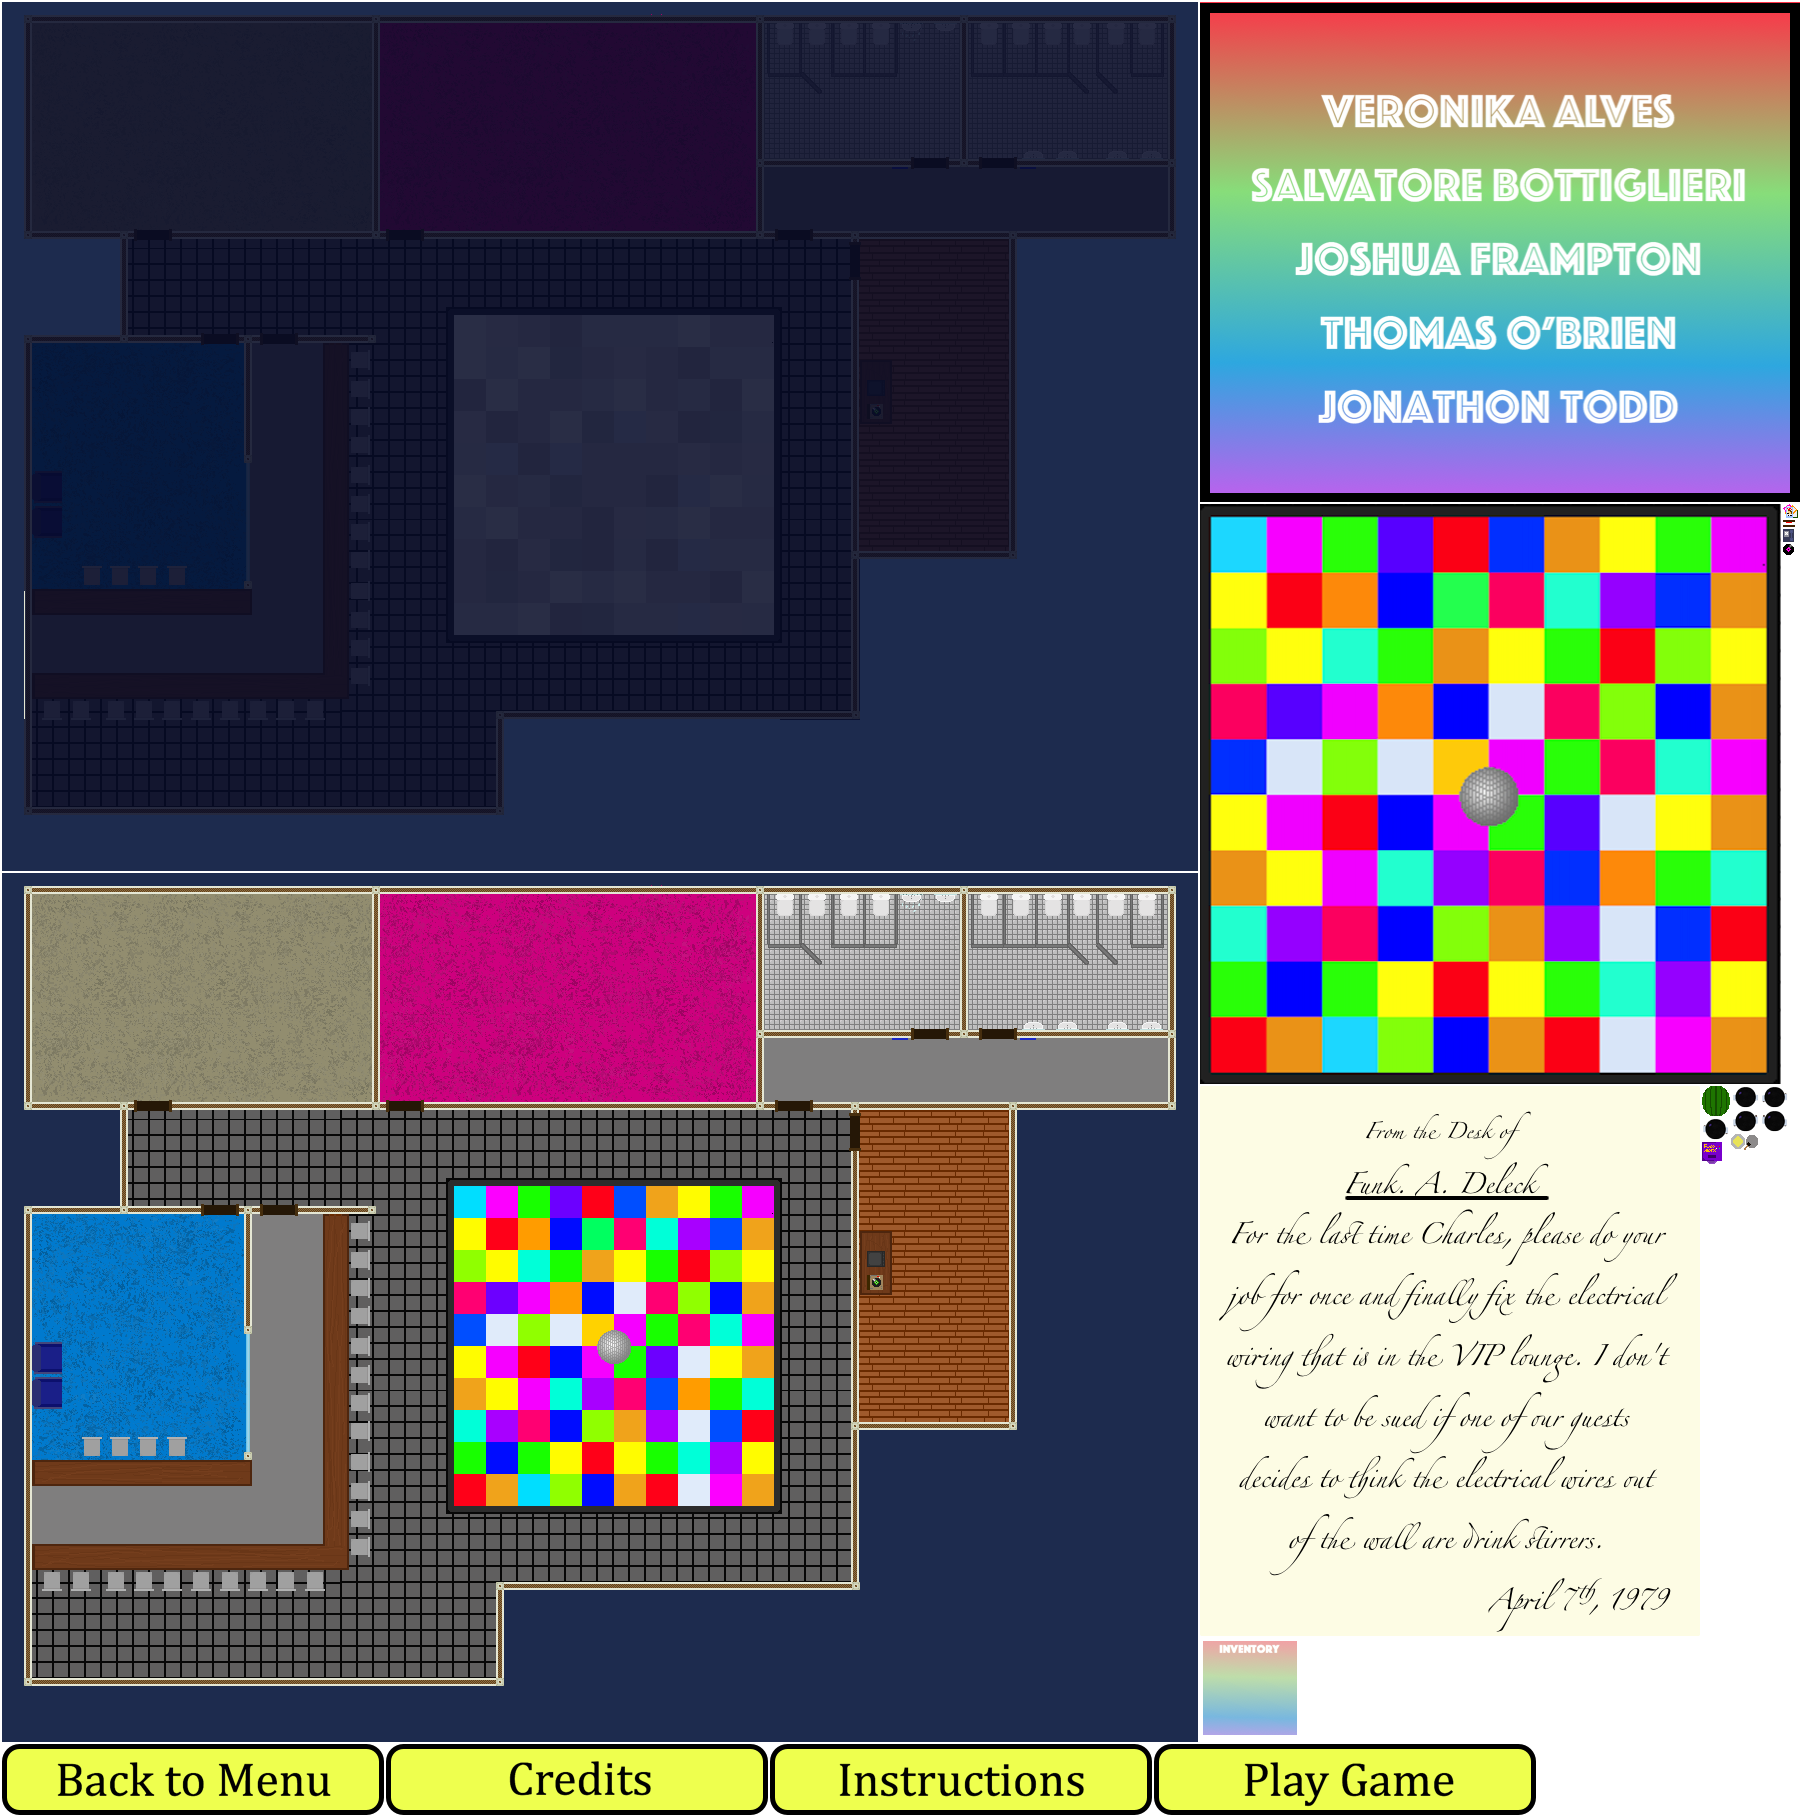 VERONIKA ALVES
SALVATORE BOTTIGLIERI
JOSHUA FRAMPTON
THOMAS O'BRIEN
JONATHON TODD
From the Desk of
Funk. A. Deleck
For the last time Charles, please do your
job for once and finally fix the electrical
wiring that is in the VIP lounge. I don't
want to be sued if one of our guests
decides to think the electrical wires out
of the wall are drink stirrers.
April 7th, 1979
INVENTORY
Back to Menu
Credits
Instructions
Play Game